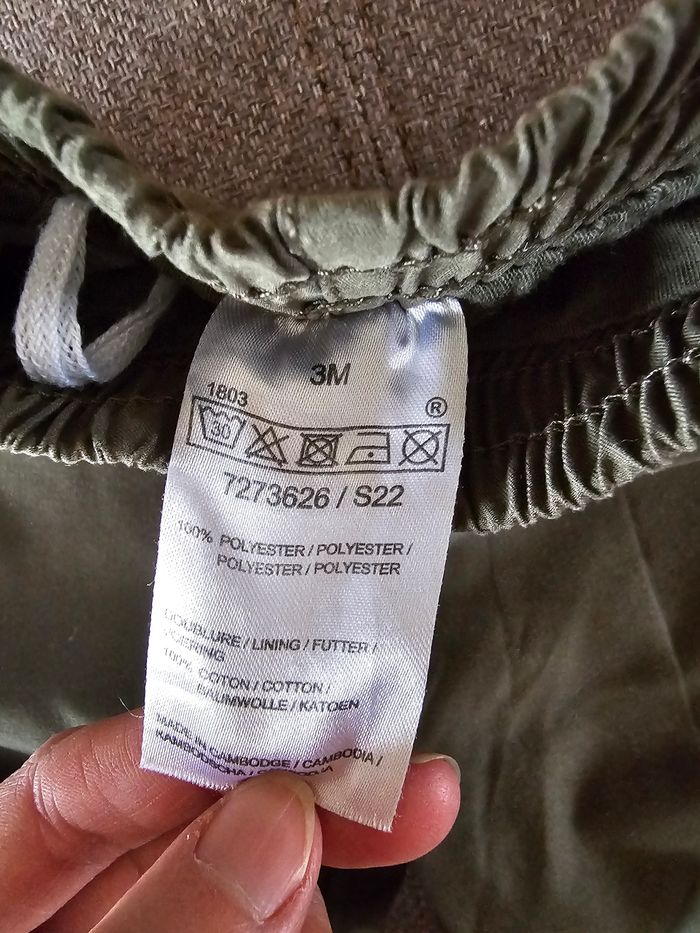 3M
1803
®
30
7273626 / S22
100% POLYESTER / POLYESTER /
POLYESTER / POLYESTER
DOUBLURE / LINING / FUTTER /
VOERING
100% COTON / COTTON /
BAUMWOLLE / KATOEN
MADE IN CAMBODGE / CAMBODIA /
KAMBODSCHA /